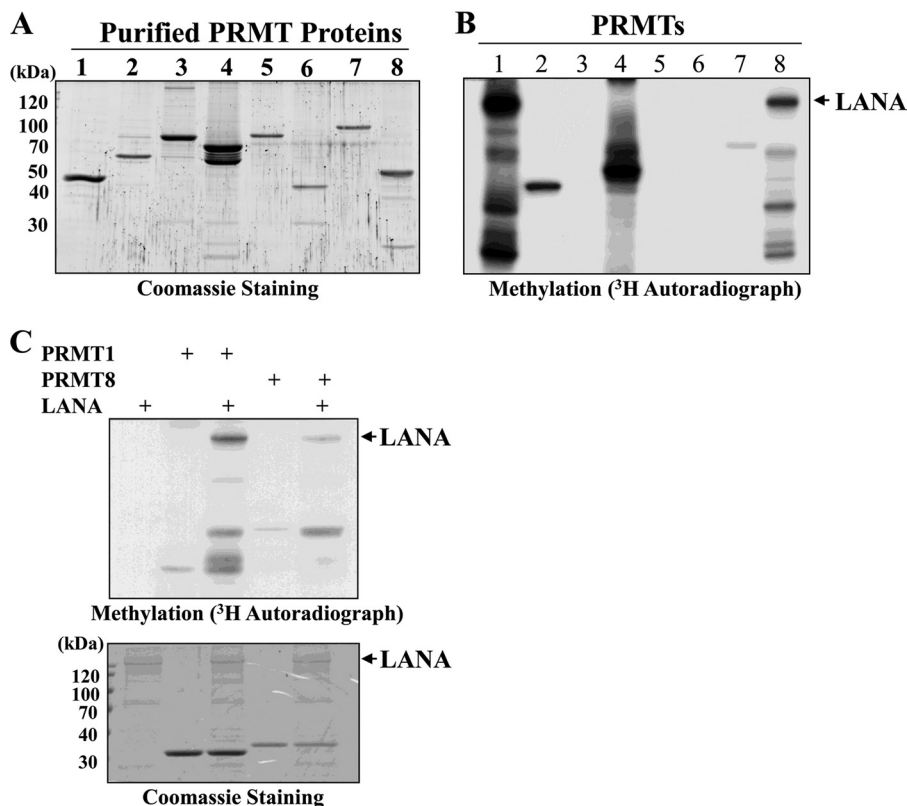 A
Purified PRMT Proteins
(kDa) 1 2 3 4 5 6 7 8
120
100
70
50
40
30
Coomassie Staining
B
PRMTs
1 2 3 4 5 6 7 8
LANA
Methylation (³H Autoradiograph)
C
PRMT1 + +
PRMT8 + +
LANA + + +
LANA
Methylation (³H Autoradiograph)
(kDa)
LANA
120
100
70
40
30
Coomassie Staining